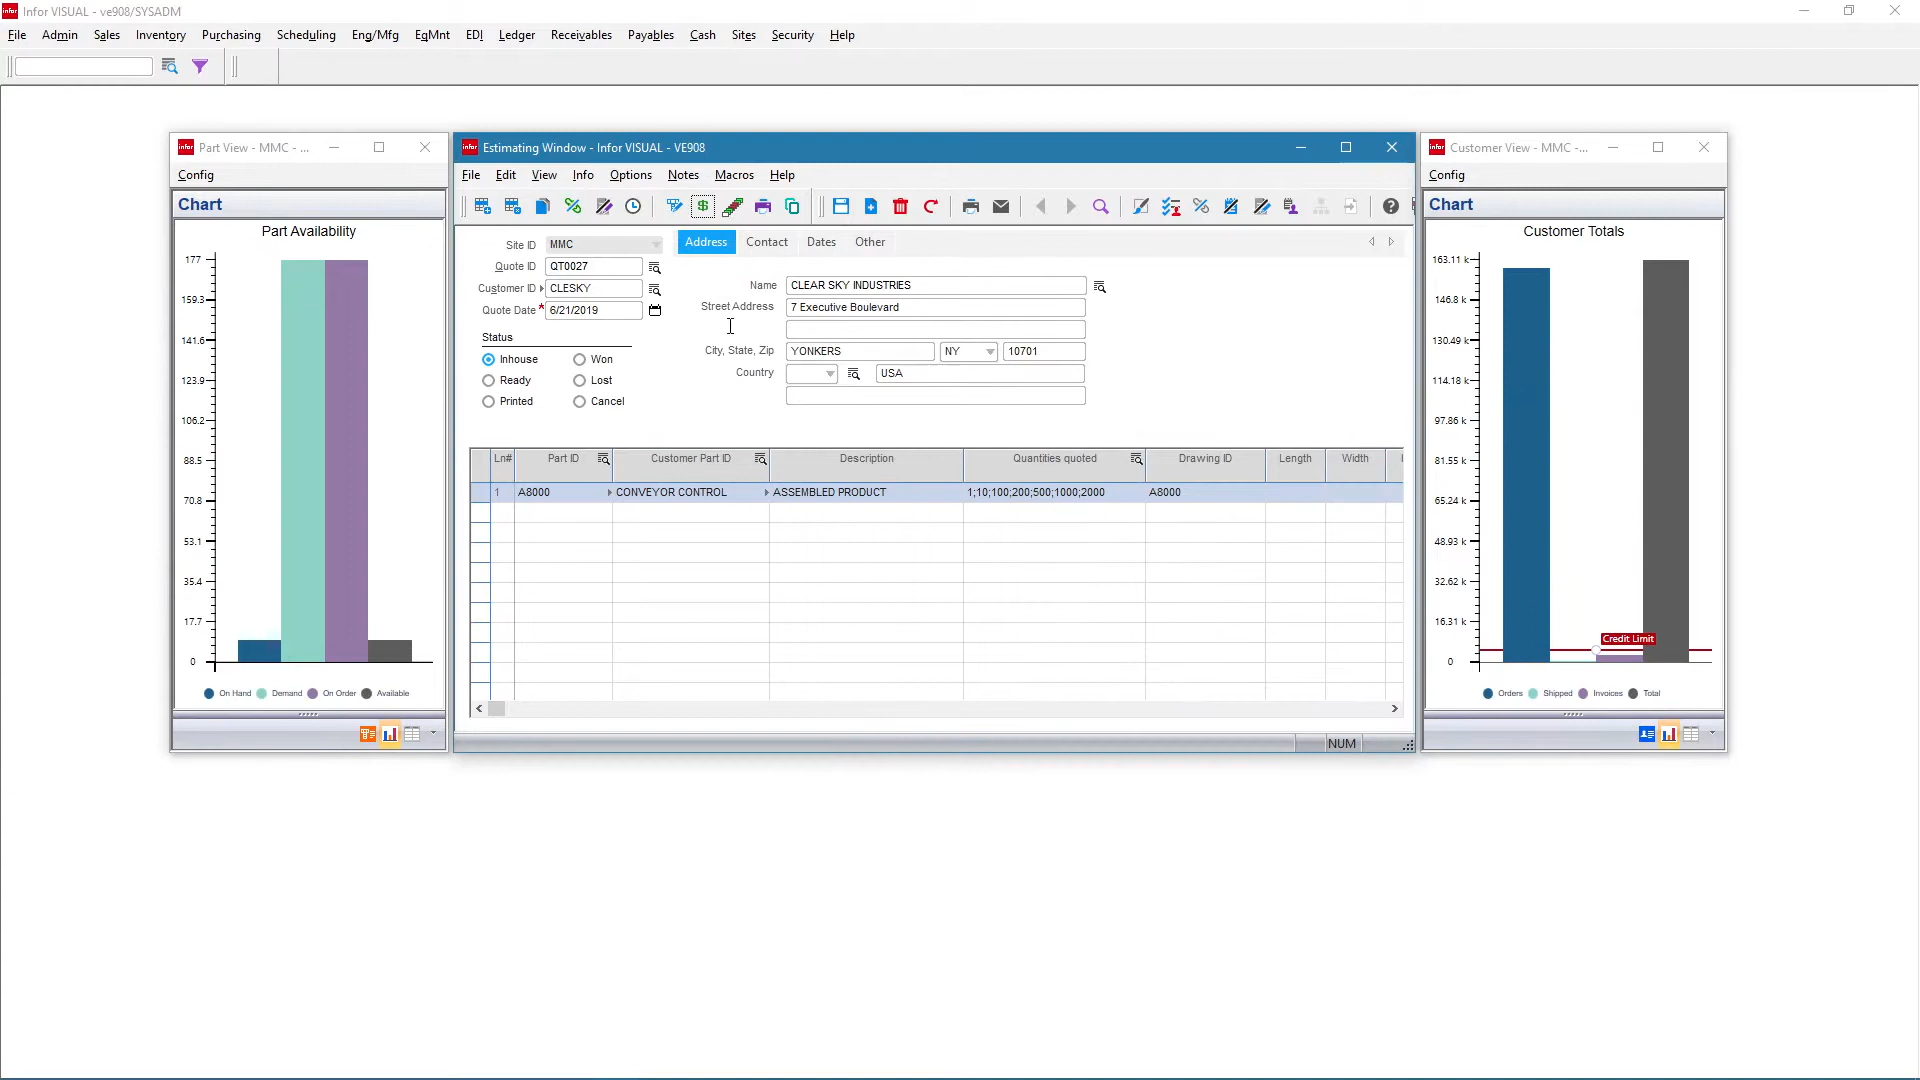 infor Infor VISUAL - ve908/SYSADM
File Admin Sales Inventory Purchasing Scheduling Eng/Mfg EqMnt EDI Ledger Receivables Payables Cash Sites Security Help
infor Part View - MMC - ...
Config
Chart
Part Availability
177
159.3
141.6
123.9
106.2
88.5
70.8
53.1
35.4
17.7
0
On Hand Demand On Order Available
infor Estimating Window - Infor VISUAL - VE908
File Edit View Info Options Notes Macros Help
Site ID MMC
Quote ID QT0027
Customer ID CLESKY
Quote Date * 6/21/2019
Status
Inhouse Won
Ready Lost
Printed Cancel
Address Contact Dates Other
Name CLEAR SKY INDUSTRIES
Street Address 7 Executive Boulevard
City, State, Zip YONKERS NY 10701
Country USA
Ln# Part ID Customer Part ID Description Quantities quoted Drawing ID Length Width
1 A8000 CONVEYOR CONTROL ASSEMBLED PRODUCT 1;10;100;200;500;1000;2000 A8000
NUM
infor Customer View - MMC -...
Config
Chart
Customer Totals
163.11 k
146.8 k
130.49 k
114.18 k
97.86 k
81.55 k
65.24 k
48.93 k
32.62 k
16.31 k
Credit Limit
0
Orders Shipped Invoices Total